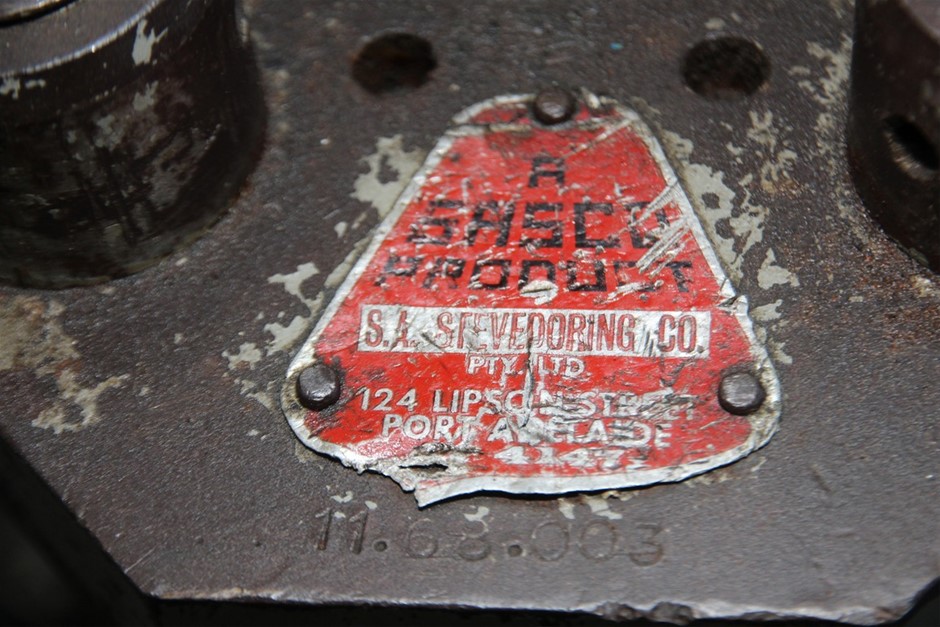 A
SASCO
PRODUCT
S.A. STEVEDORING CO.
PTY. LTD
124 LIPSON STREET
PORT ADELAIDE
11.68.003